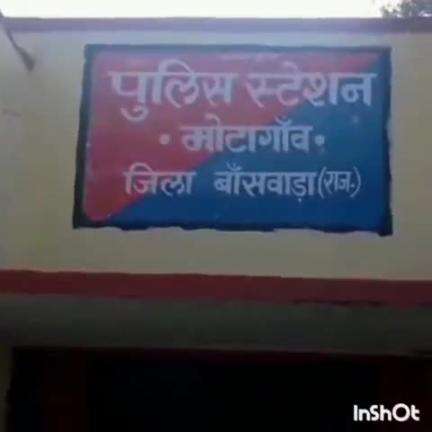 पुलिस स्टेशन
• मोटागाँव •
जिला बाँसवाड़ा (राज.)
InShOt